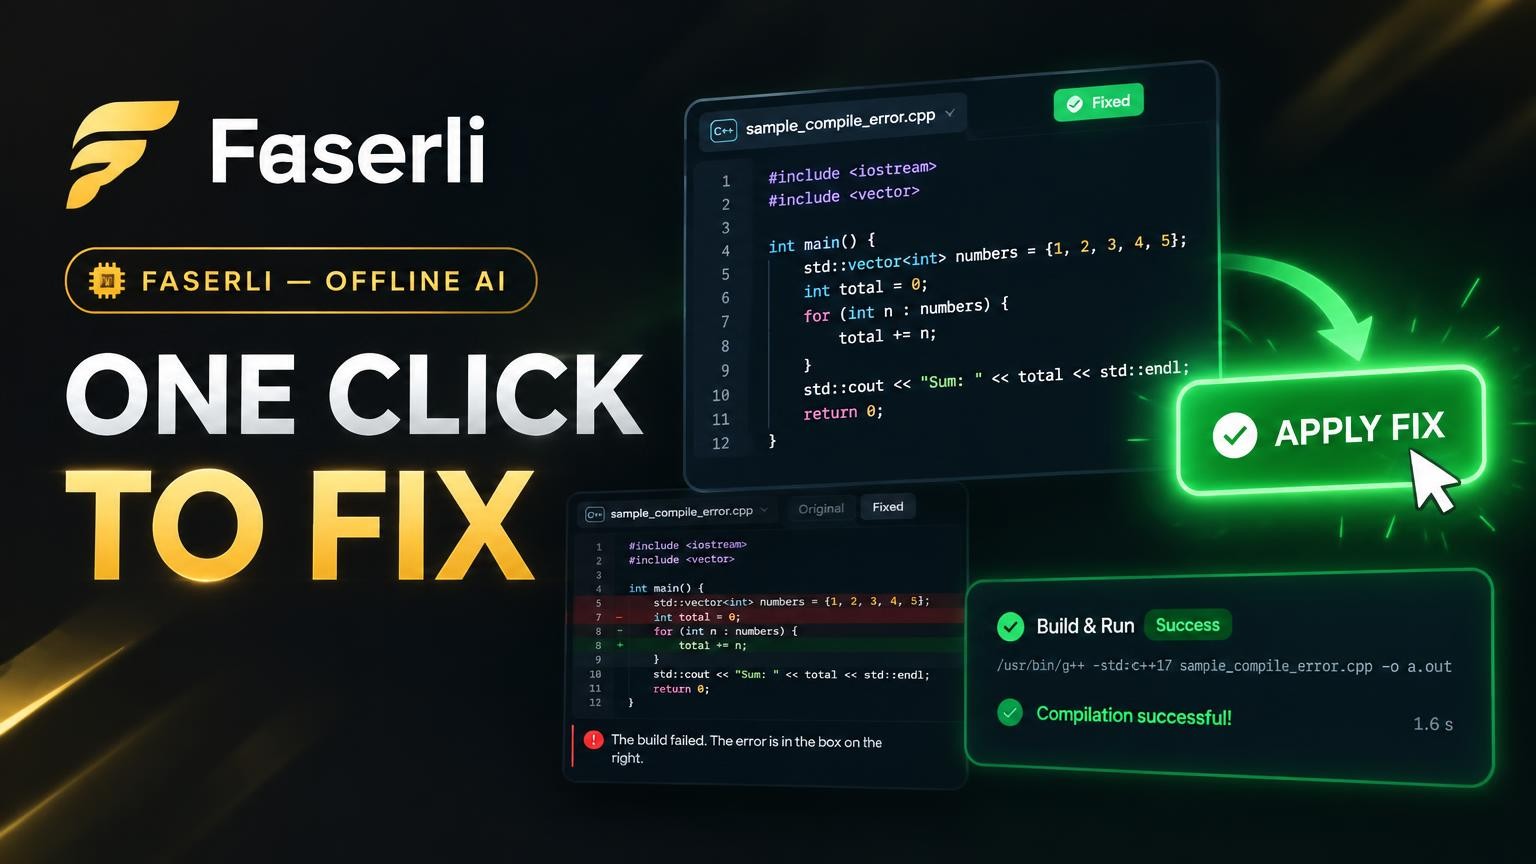 Faserli
FASERLI — OFFLINE AI
ONE CLICK
TO FIX
C++ sample_compile_error.cpp
Fixed
1 #include <iostream>
2 #include <vector>
3
4 int main() {
5 std::vector<int> numbers = {1, 2, 3, 4, 5};
6 int total = 0;
7 for (int n : numbers) {
8 total += n;
9 }
10 std::cout << "Sum: " << total << std::endl;
11 return 0;
12 }
APPLY FIX
C++ sample_compile_error.cpp
Original
Fixed
1 #include <iostream>
2 #include <vector>
3
4 int main() {
5 std::vector<int> numbers = {1, 2, 3, 4, 5};
7 – int total = 0;
8 – for (int n : numbers) {
8 + total += n;
9 }
10 std::cout << "Sum: " << total << std::endl;
11 return 0;
12 }
The build failed. The error is in the box on the
right.
Build & Run Success
/usr/bin/g++ -std:c++17 sample_compile_error.cpp -o a.out
Compilation successful!
1.6 s